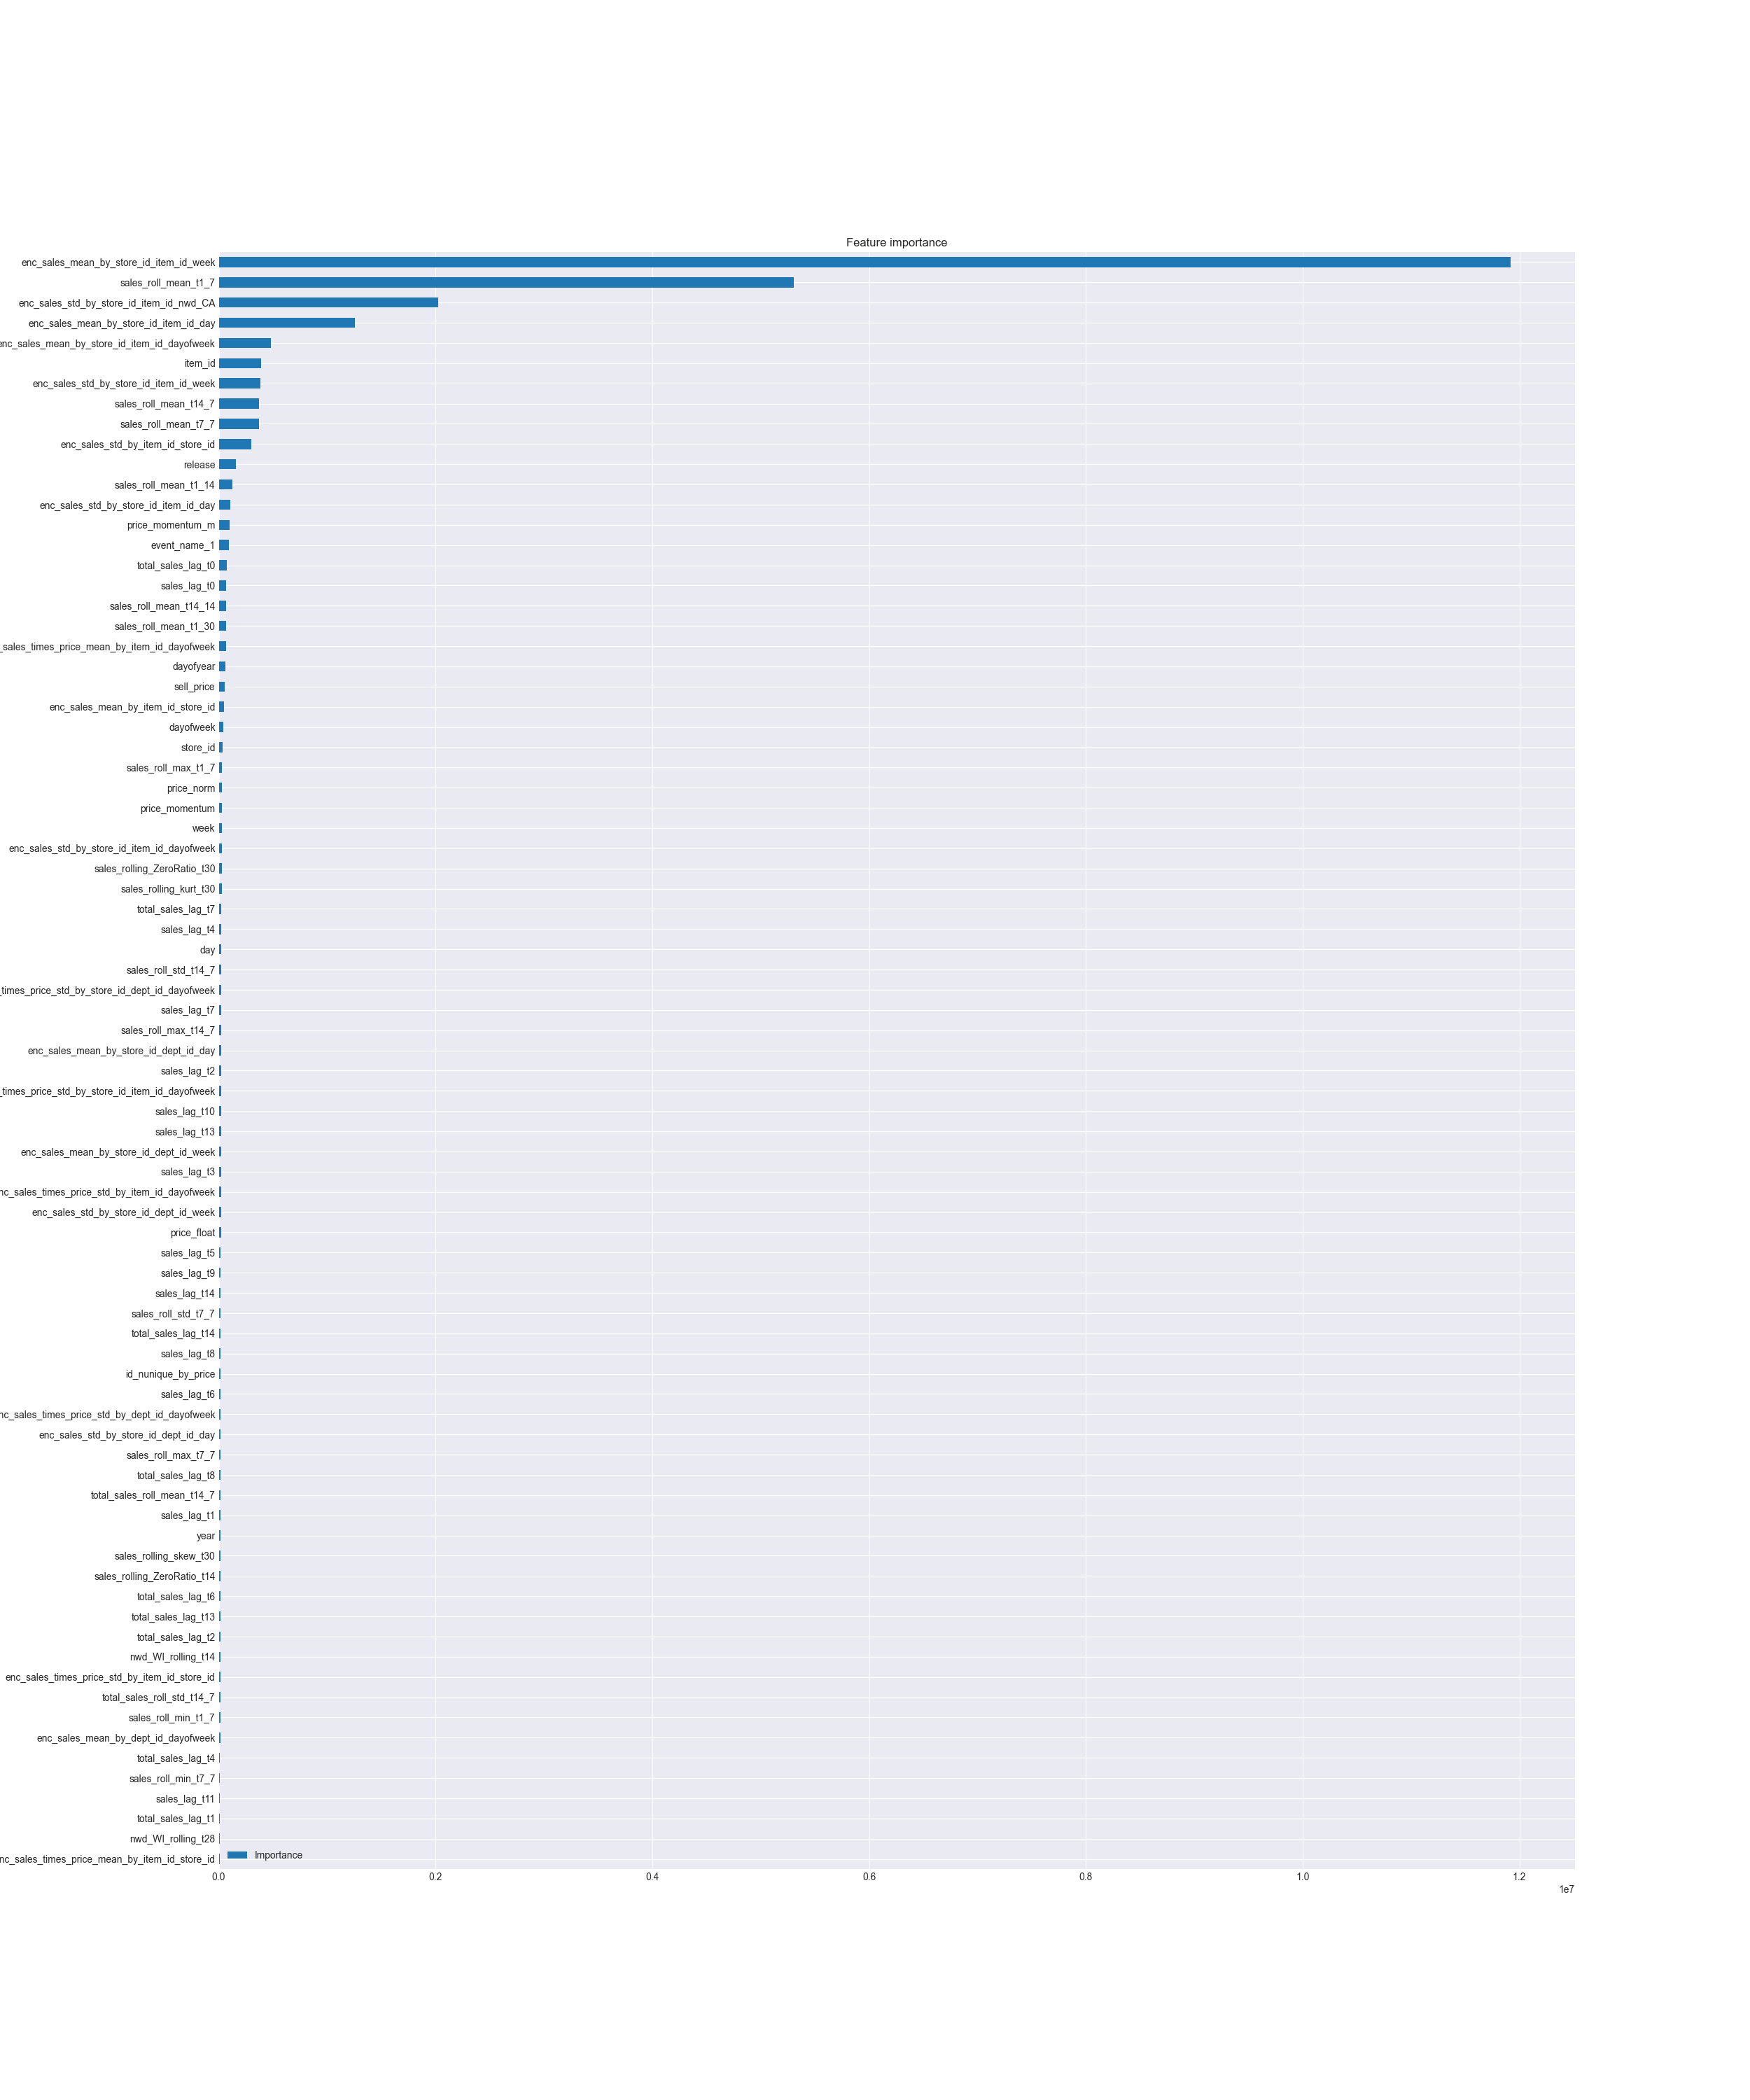 Feature importance
enc_sales_mean_by_store_id_item_id_week
sales_roll_mean_t1_7
enc_sales_std_by_store_id_item_id_nwd_CA
enc_sales_mean_by_store_id_item_id_day
enc_sales_mean_by_store_id_item_id_dayofweek
item_id
enc_sales_std_by_store_id_item_id_week
sales_roll_mean_t14_7
sales_roll_mean_t7_7
enc_sales_std_by_item_id_store_id
release
sales_roll_mean_t1_14
enc_sales_std_by_store_id_item_id_day
price_momentum_m
event_name_1
total_sales_lag_t0
sales_lag_t0
sales_roll_mean_t14_14
sales_roll_mean_t1_30
_sales_times_price_mean_by_item_id_dayofweek
dayofyear
sell_price
enc_sales_mean_by_item_id_store_id
dayofweek
store_id
sales_roll_max_t1_7
price_norm
price_momentum
week
enc_sales_std_by_store_id_item_id_dayofweek
sales_rolling_ZeroRatio_t30
sales_rolling_kurt_t30
total_sales_lag_t7
sales_lag_t4
day
sales_roll_std_t14_7
_times_price_std_by_store_id_dept_id_dayofweek
sales_lag_t7
sales_roll_max_t14_7
enc_sales_mean_by_store_id_dept_id_day
sales_lag_t2
_times_price_std_by_store_id_item_id_dayofweek
sales_lag_t10
sales_lag_t13
enc_sales_mean_by_store_id_dept_id_week
sales_lag_t3
nc_sales_times_price_std_by_item_id_dayofweek
enc_sales_std_by_store_id_dept_id_week
price_float
sales_lag_t5
sales_lag_t9
sales_lag_t14
sales_roll_std_t7_7
total_sales_lag_t14
sales_lag_t8
id_nunique_by_price
sales_lag_t6
nc_sales_times_price_std_by_dept_id_dayofweek
enc_sales_std_by_store_id_dept_id_day
sales_roll_max_t7_7
total_sales_lag_t8
total_sales_roll_mean_t14_7
sales_lag_t1
year
sales_rolling_skew_t30
sales_rolling_ZeroRatio_t14
total_sales_lag_t6
total_sales_lag_t13
total_sales_lag_t2
nwd_WI_rolling_t14
enc_sales_times_price_std_by_item_id_store_id
total_sales_roll_std_t14_7
sales_roll_min_t1_7
enc_sales_mean_by_dept_id_dayofweek
total_sales_lag_t4
sales_roll_min_t7_7
sales_lag_t11
total_sales_lag_t1
nwd_WI_rolling_t28
nc_sales_times_price_mean_by_item_id_store_id
Importance
0.0 0.2 0.4 0.6 0.8 1.0 1.2
1e7